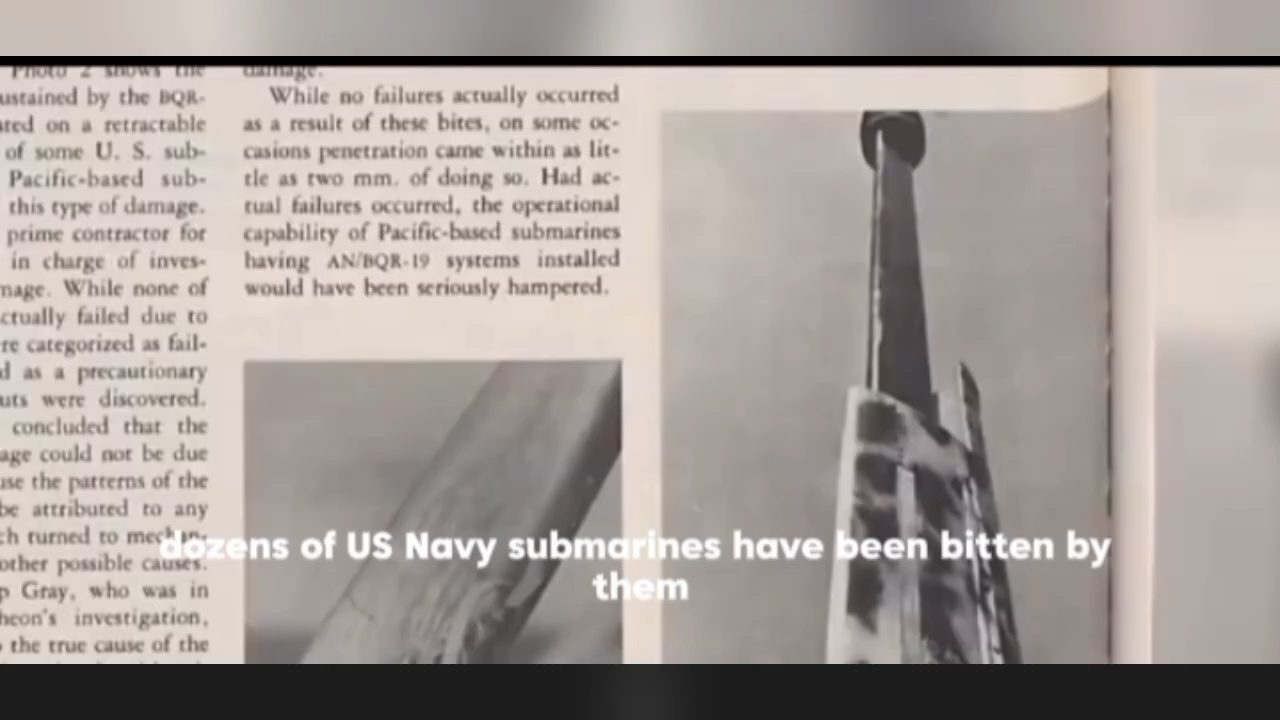 Photo 2 shows the
ustained by the BQR-
ated on a retractable
of some U. S. sub-
Pacific-based sub-
this type of damage.
prime contractor for
in charge of inves-
mage. While none of
ctually failed due to
re categorized as fail-
d as a precautionary
uts were discovered.
concluded that the
age could not be due
use the patterns of the
be attributed to any
ch turned to mechan-
other possible causes.
p Gray, who was in
heon's investigation,
the true cause of the
damage.
While no failures actually occurred
as a result of these bites, on some oc-
casions penetration came within as lit-
tle as two mm. of doing so. Had ac-
tual failures occurred, the operational
capability of Pacific-based submarines
having AN/BQR-19 systems installed
would have been seriously hampered.
dozens of US Navy submarines have been bitten by
them